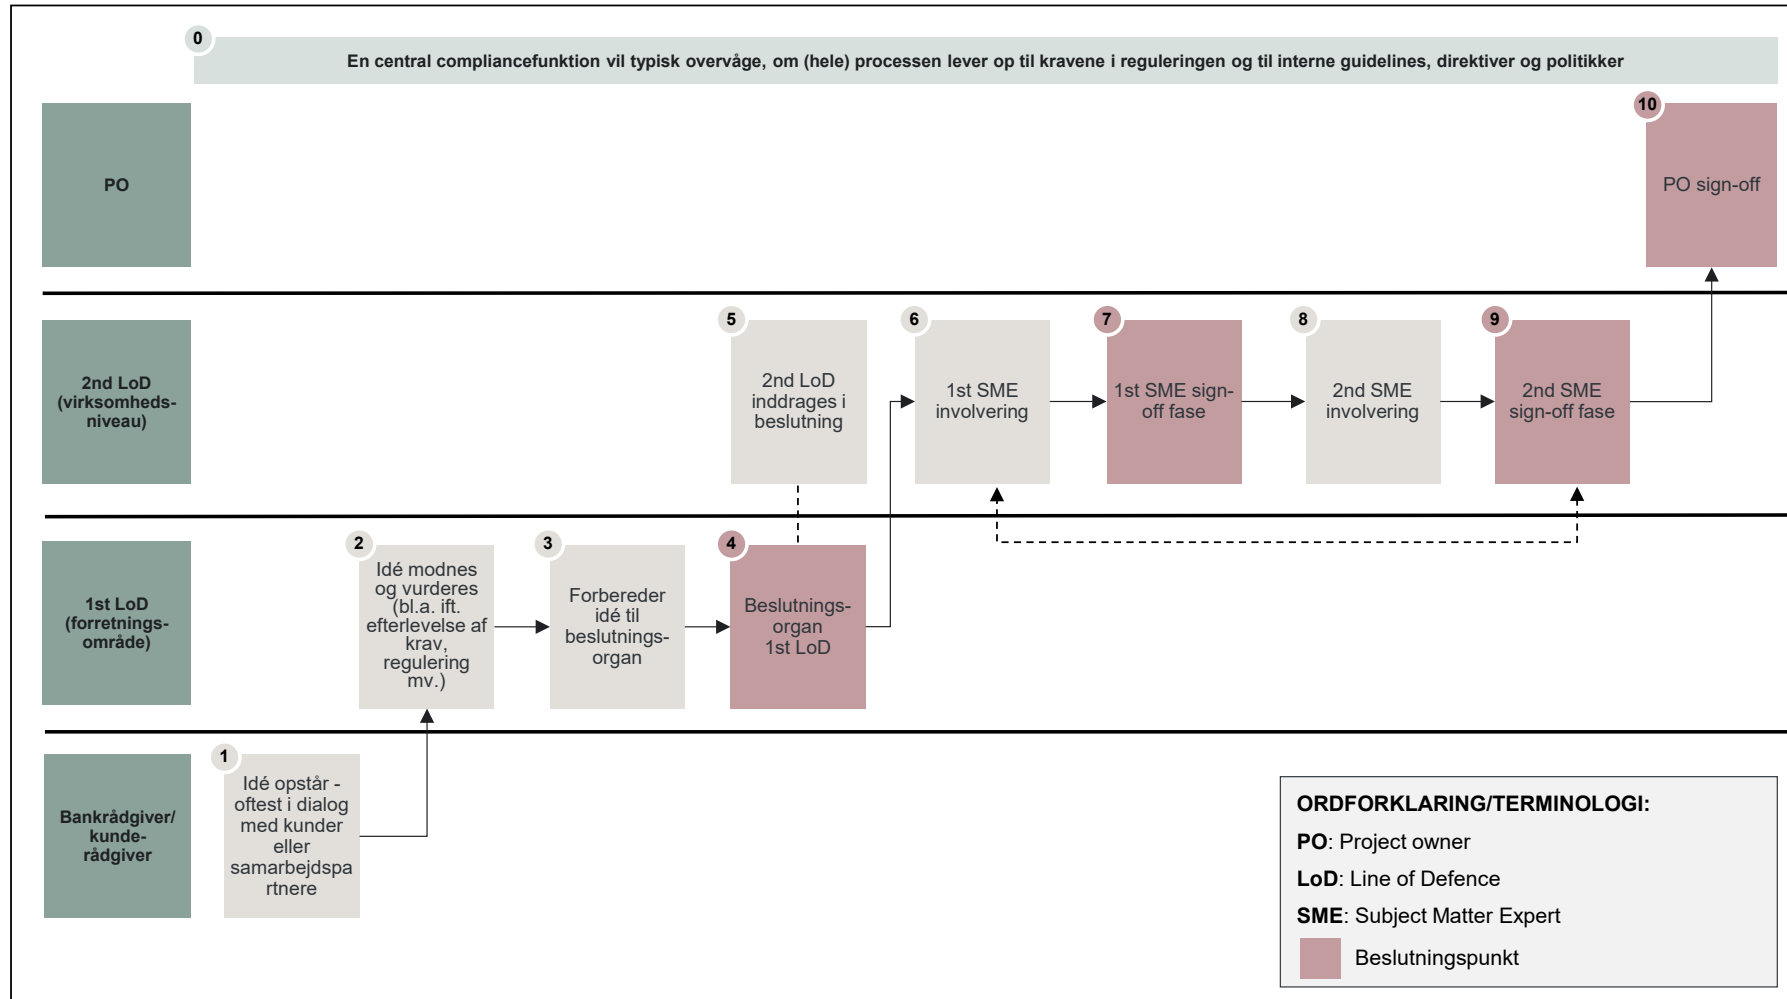 0
En central compliancefunktion vil typisk overvåge, om (hele) processen lever op til kravene i reguleringen og til interne guidelines, direktiver og politikker
PO
10
PO sign-off
2nd LoD
(virksomheds-
niveau)
5
2nd LoD
inddrages i
beslutning
6
1st SME
involvering
7
1st SME sign-
off fase
8
2nd SME
involvering
9
2nd SME
sign-off fase
1st LoD
(forretnings-
område)
2
Idé modnes
og vurderes
(bl.a. ift.
efterlevelse af
krav,
regulering
mv.)
3
Forbereder
idé til
beslutnings-
organ
4
Beslutnings-
organ
1st LoD
Bankrådgiver/
kunde-
rådgiver
1
Idé opstår -
oftest i dialog
med kunder
eller
samarbejdspa
rtnere
ORDFORKLARING/TERMINOLOGI:
PO: Project owner
LoD: Line of Defence
SME: Subject Matter Expert
Beslutningspunkt